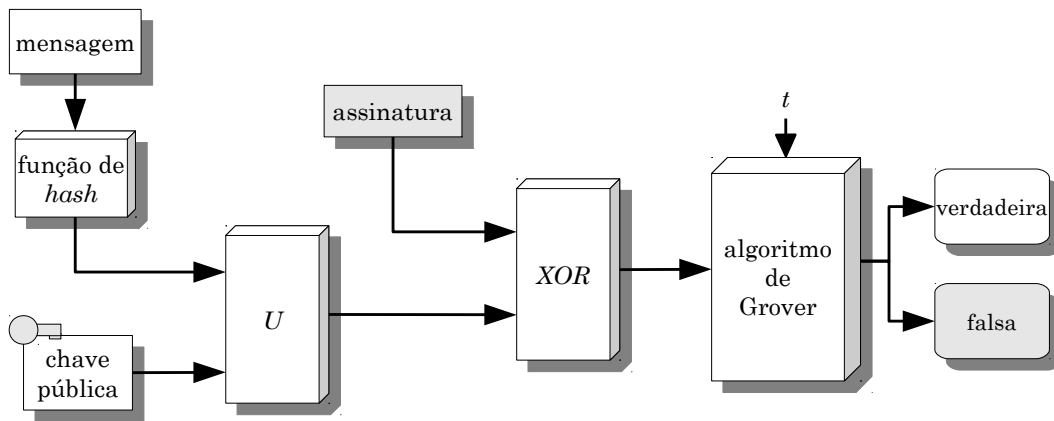 mensagem
função de
hash
chave
pública
U
assinatura
XOR
t
algoritmo
de
Grover
verdadeira
falsa